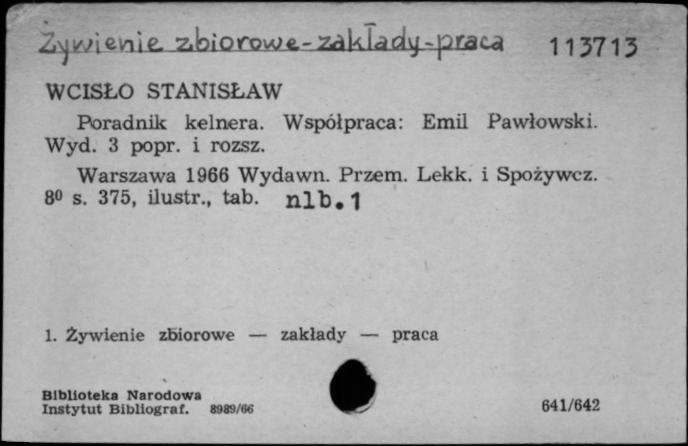 Żywienie zbiorowe-zakłady-praca 113713
WCISŁO STANISŁAW
Poradnik kelnera. Współpraca: Emil Pawłowski.
Wyd. 3 popr. i rozsz.
Warszawa 1966 Wydawn. Przem. Lekk. i Spożywcz.
8⁰ s. 375, ilustr., tab. nlb.1
1. Żywienie zbiorowe — zakłady — praca
Biblioteka Narodowa
Instytut Bibliograf. 8989/66 641/642